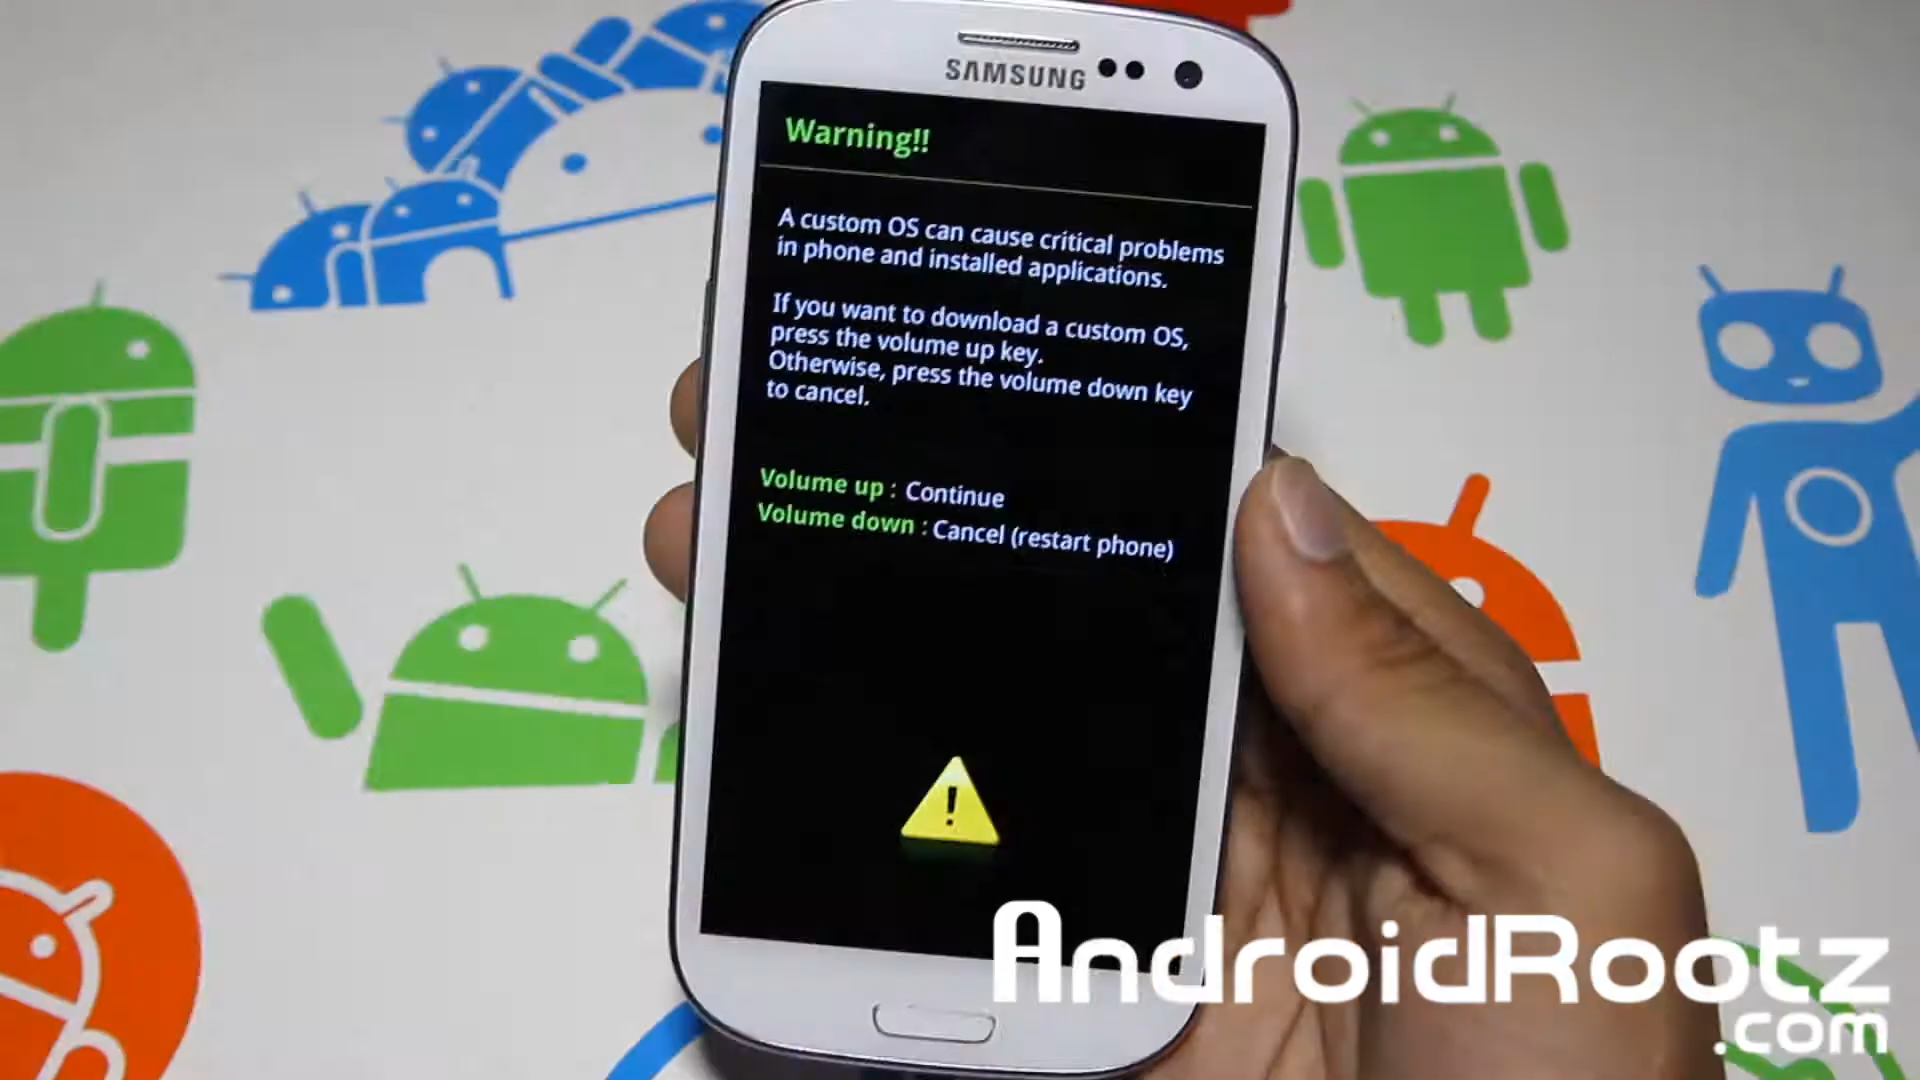 SAMSUNG
Warning!!
A custom OS can cause critical problems
in phone and installed applications.
If you want to download a custom OS,
press the volume up key.
Otherwise, press the volume down key
to cancel.
Volume up : Continue
Volume down : Cancel (restart phone)
AndroidRootz
.com